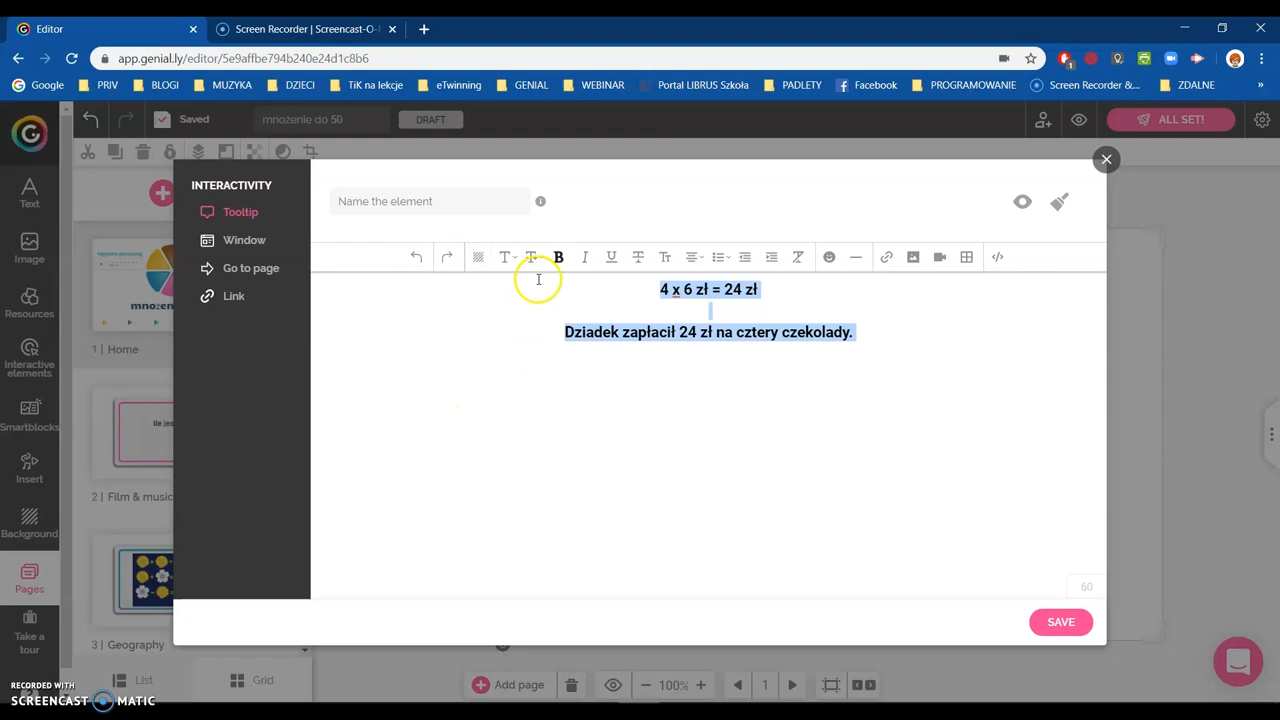 Editor
Screen Recorder | Screencast-O-
app.genial.ly/editor/5e9affbe794b240e24d1c8b6
Google PRIV BLOGI MUZYKA DZIECI TiK na lekcje eTwinning GENIAL WEBINAR Portal LIBRUS Szkoła PADLETY Facebook PROGRAMOWANIE Screen Recorder &... ZDALNE »
Saved mnożenie do 50 DRAFT ALL SET!
INTERACTIVITY
Tooltip
Window
Go to page
Link
Name the element
4 x 6 zł = 24 zł
Dziadek zapłacił 24 zł na cztery czekolady.
60
SAVE
Text
Image
Resources
Interactive
elements
Smartblocks
Insert
Background
Pages
Take a
tour
1 | Home
Ile jes
2 | Film & music
3 | Geography
List Grid
Add page 100% 1
RECORDED WITH
SCREENCAST MATIC